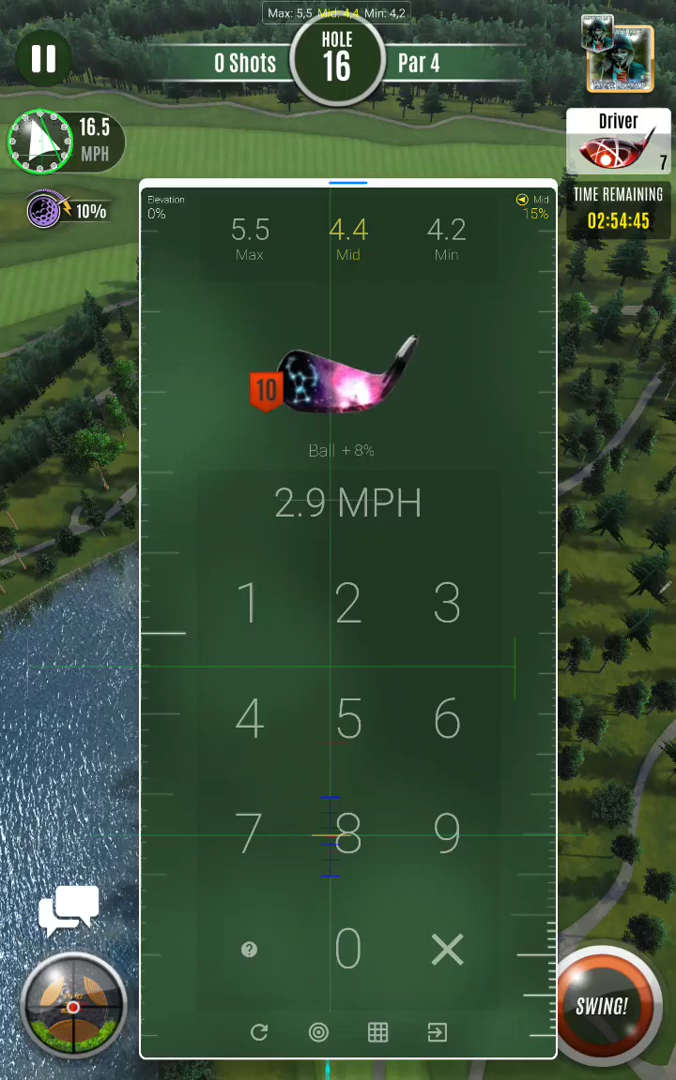 Max: 5,5 Mid: 4,4 Min: 4,2
HOLE
0 Shots 16 Par 4
16.5
MPH
Driver
7
10%
TIME REMAINING
02:54:45
Elevation
0%
Mid
15%
5.5 4.4 4.2
Max Mid Min
10
Ball + 8%
2.9 MPH
1 2 3
4 5 6
7 8 9
? 0
SWING!